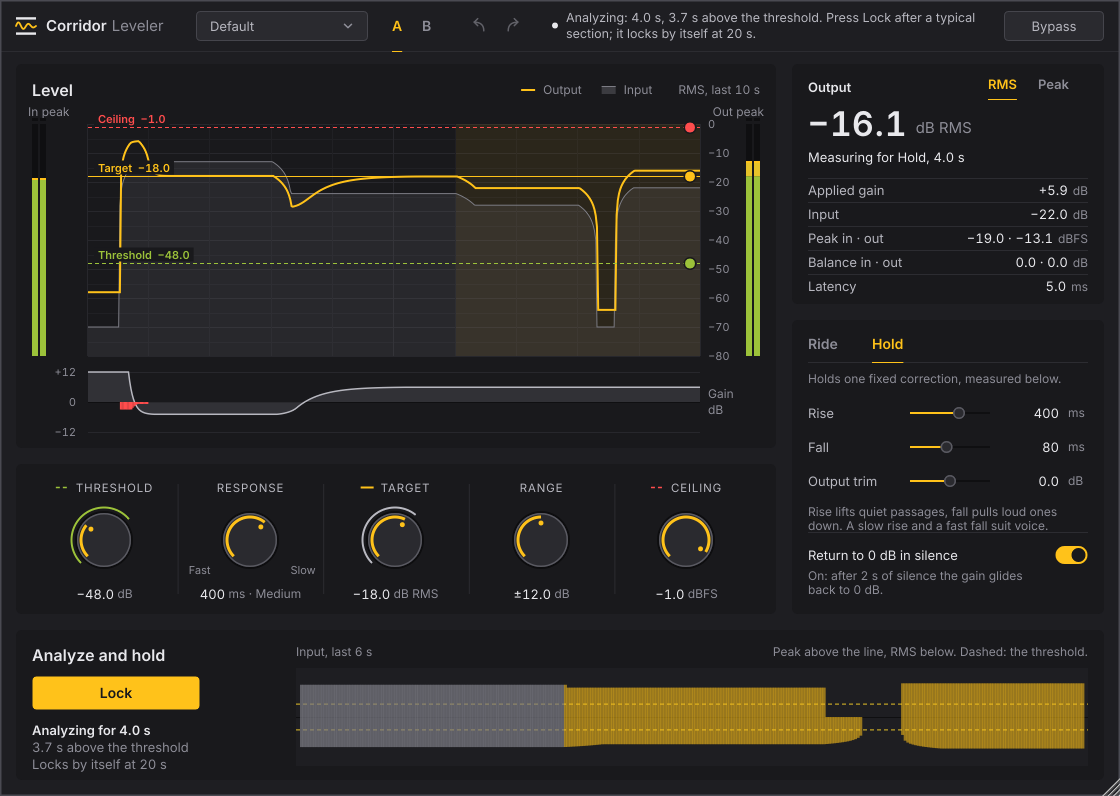 Corridor Leveler
Default
A B
Analyzing: 4.0 s, 3.7 s above the threshold. Press Lock after a typical
section; it locks by itself at 20 s.
Bypass
Level
Output
Input
RMS, last 10 s
In peak
Out peak
Ceiling −1.0
Target −18.0
Threshold −48.0
0
−10
−20
−30
−40
−50
−60
−70
−80
+12
0
−12
Gain
dB
Output
RMS Peak
−16.1 dB RMS
Measuring for Hold, 4.0 s
Applied gain +5.9 dB
Input −22.0 dB
Peak in · out −19.0 · −13.1 dBFS
Balance in · out 0.0 · 0.0 dB
Latency 5.0 ms
Ride Hold
Holds one fixed correction, measured below.
Rise 400 ms
Fall 80 ms
Output trim 0.0 dB
Rise lifts quiet passages, fall pulls loud ones
down. A slow rise and a fast fall suit voice.
Return to 0 dB in silence
On: after 2 s of silence the gain glides
back to 0 dB.
THRESHOLD
−48.0 dB
RESPONSE
Fast Slow
400 ms · Medium
TARGET
−18.0 dB RMS
RANGE
±12.0 dB
CEILING
−1.0 dBFS
Analyze and hold
Lock
Analyzing for 4.0 s
3.7 s above the threshold
Locks by itself at 20 s
Input, last 6 s
Peak above the line, RMS below. Dashed: the threshold.